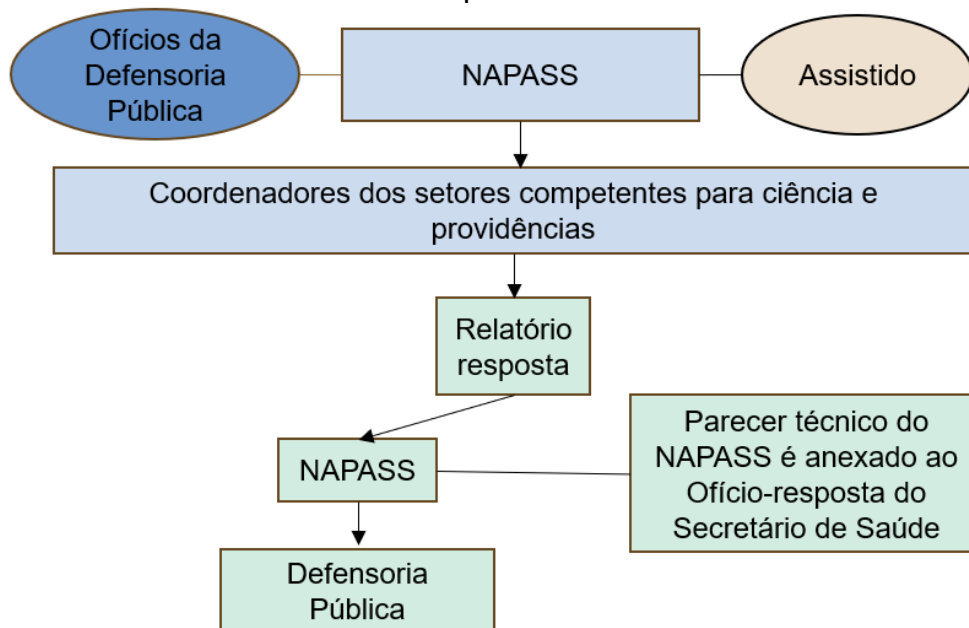 Ofícios da
Defensoria
Pública
NAPASS
Assistido
Coordenadores dos setores competentes para ciência e
providências
Relatório
resposta
NAPASS
Parecer técnico do
NAPASS é anexado ao
Ofício-resposta do
Secretário de Saúde
Defensoria
Pública